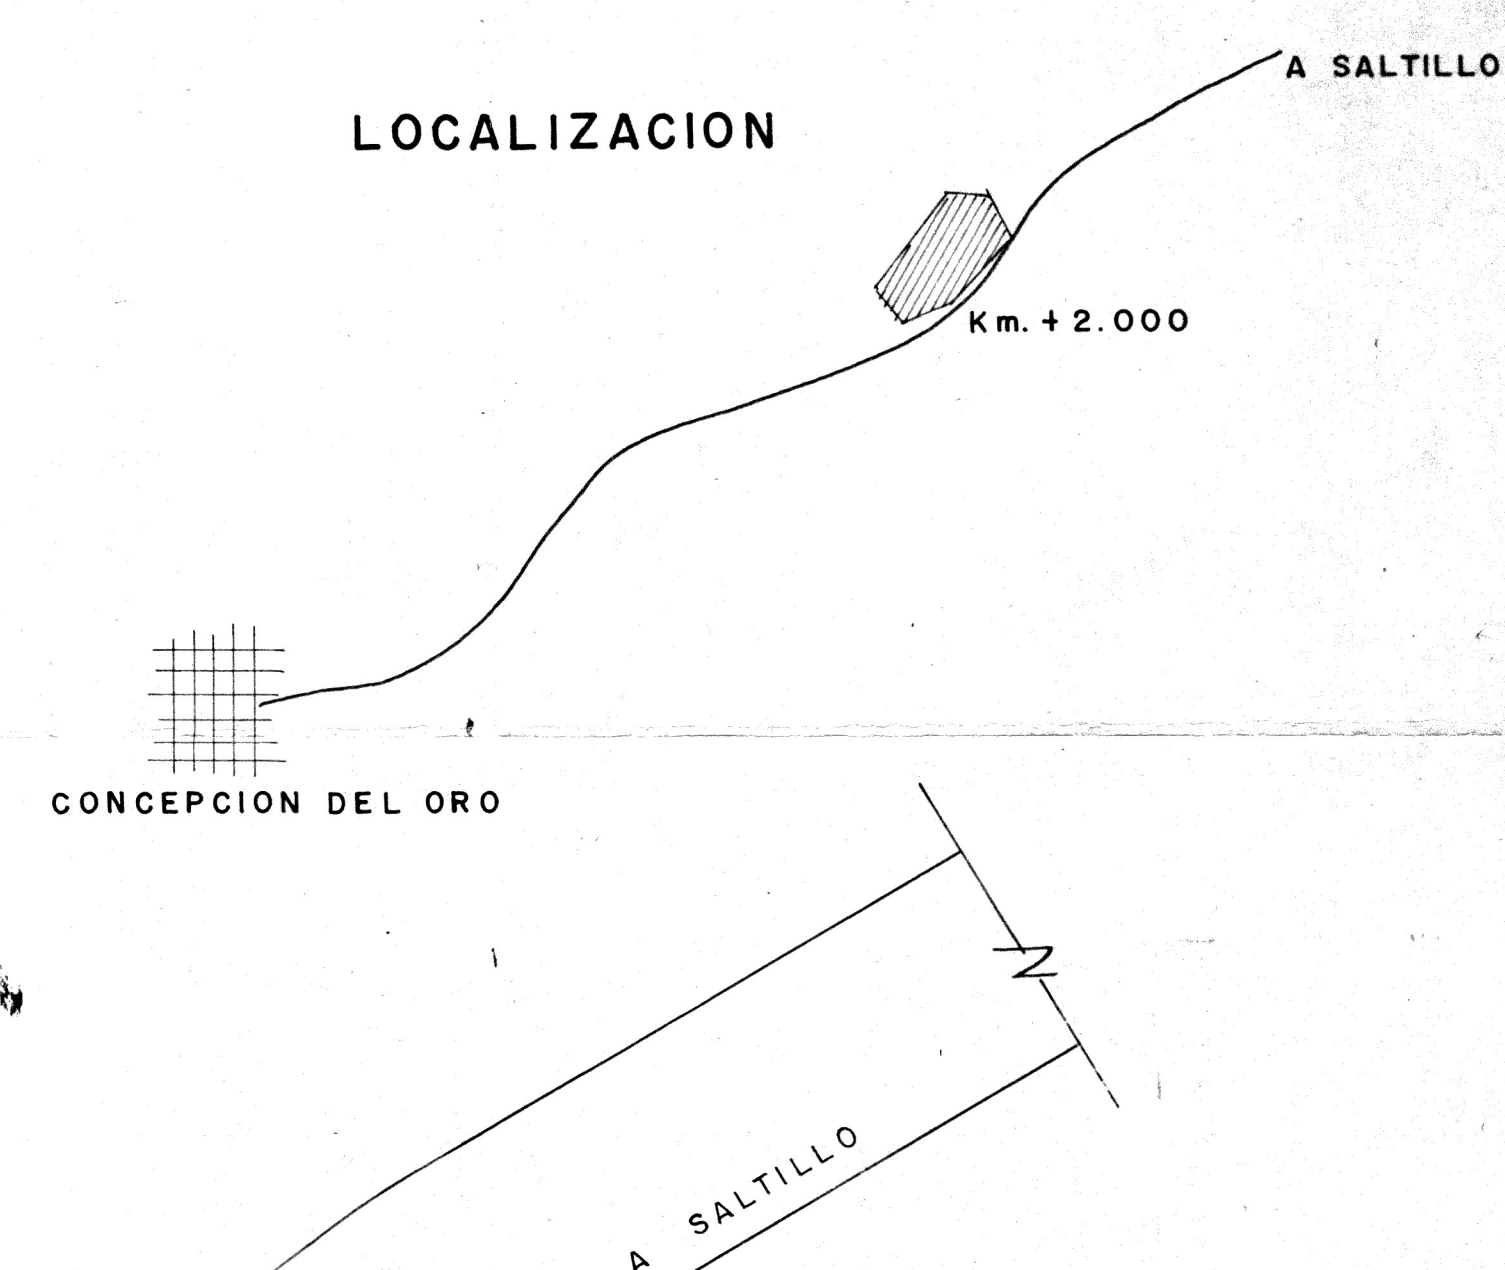 A SALTILLO
LOCALIZACION
Km. + 2.000
CONCEPCION DEL ORO
A SALTILLO